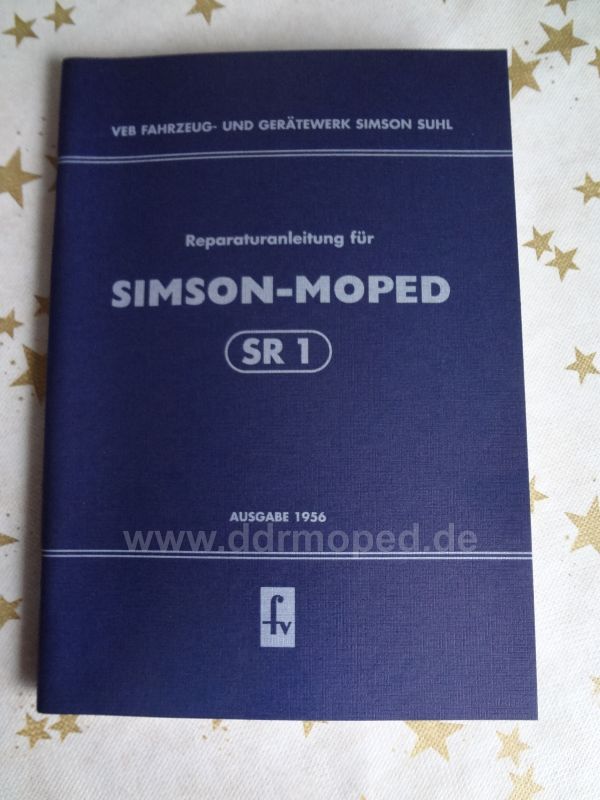 VEB FAHRZEUG- UND GERÄTEWERK SIMSON SUHL
Reparaturanleitung für
SIMSON-MOPED
SR 1
AUSGABE 1956
www.ddrmoped.de
fv